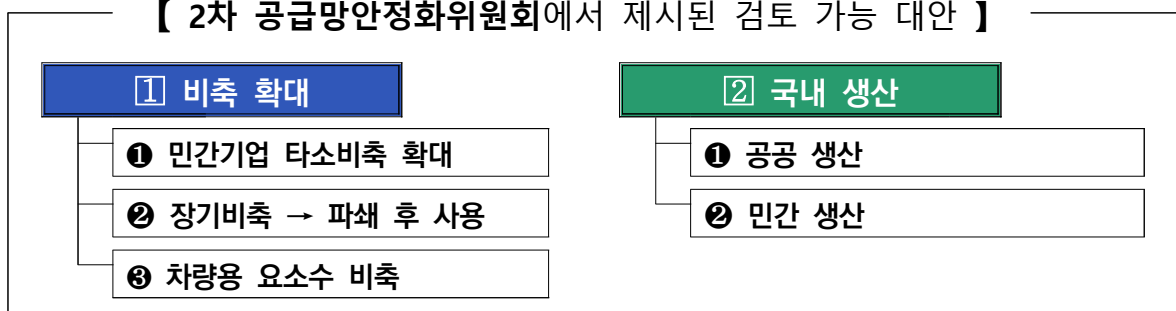 【 2차 공급망안정화위원회에서 제시된 검토 가능 대안 】
1 비축 확대
❶ 민간기업 타소비축 확대
❷ 장기비축 → 파쇄 후 사용
❸ 차량용 요소수 비축
2 국내 생산
❶ 공공 생산
❷ 민간 생산